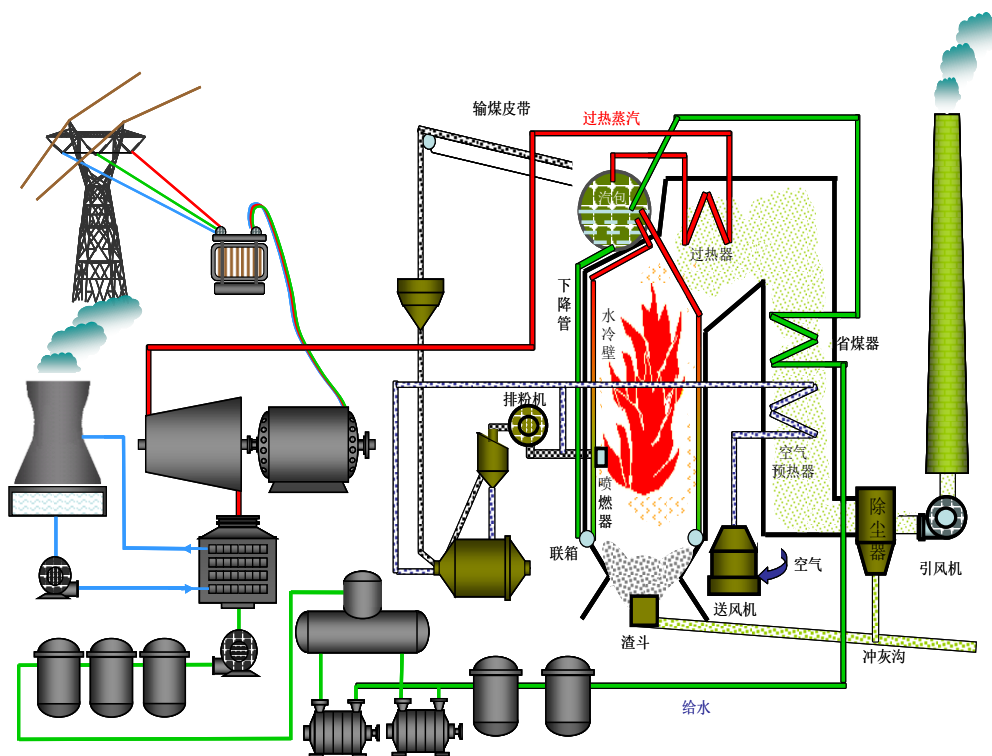 输煤皮带
过热蒸汽
汽包
过热器
下降管
水冷壁
省煤器
排粉机
空气
预热器
喷燃器
除尘器
联箱
空气
引风机
送风机
渣斗
冲灰沟
给水